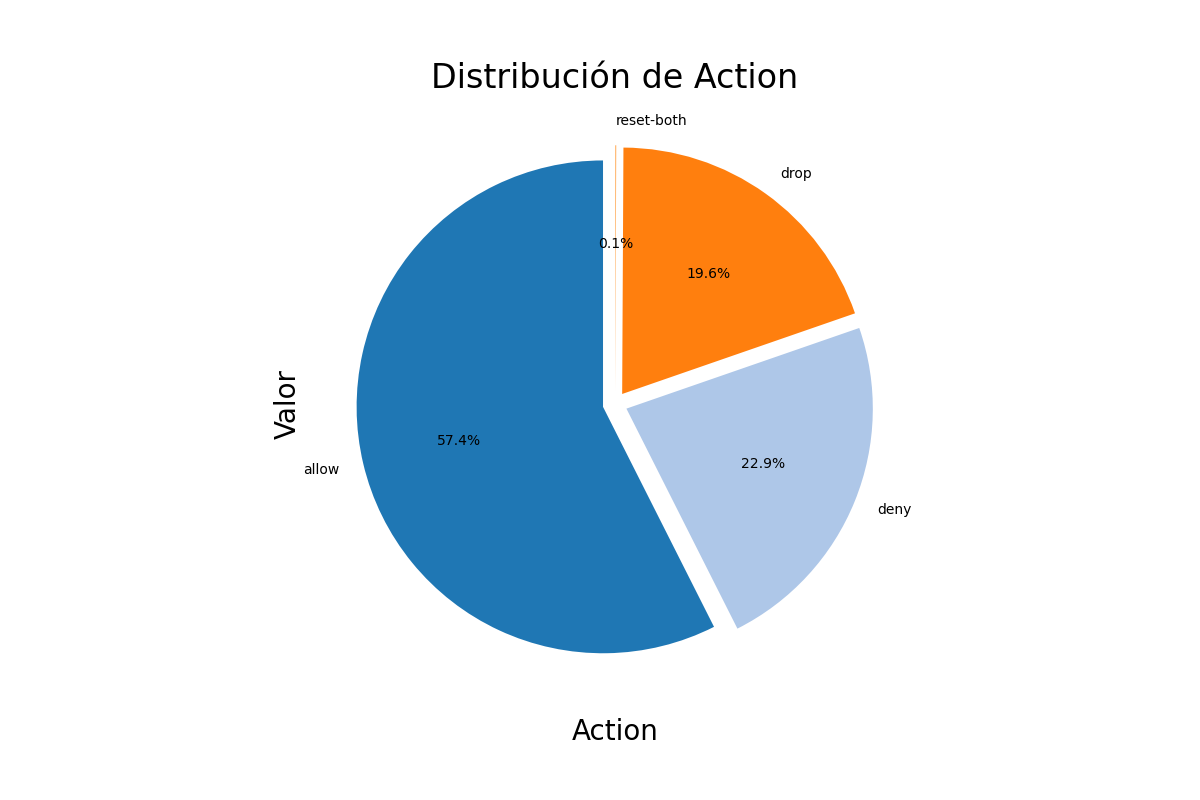 Distribución de Action
reset-both
drop
0.1%
19.6%
Valor
57.4%
allow
22.9%
deny
Action